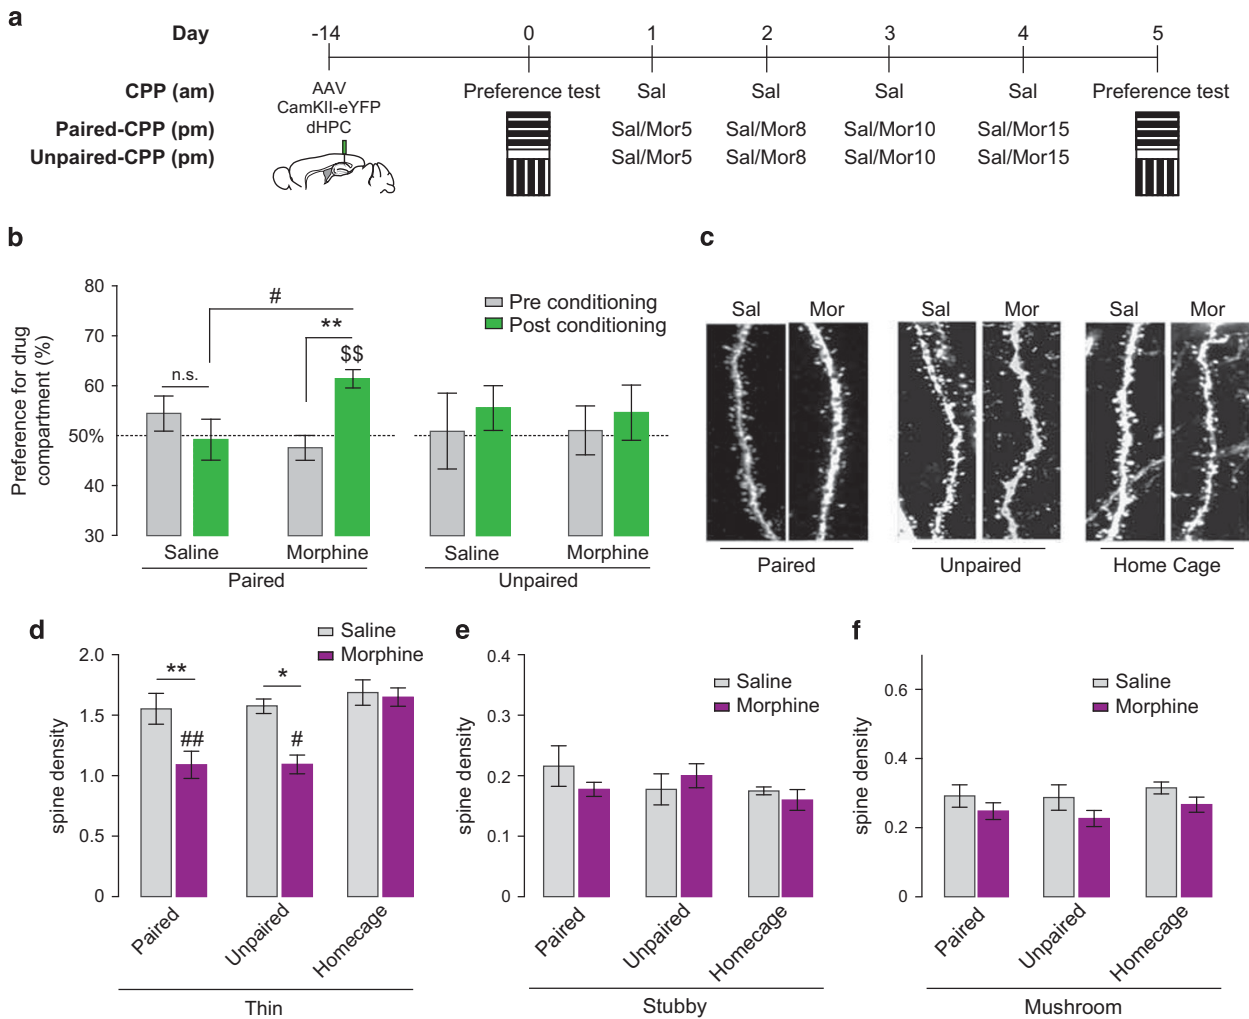 a
Day -14 0 1 2 3 4 5
CPP (am) AAV Preference test Sal Sal Sal Sal Preference test
CamKII-eYFP
Paired-CPP (pm) dHPC Sal/Mor5 Sal/Mor8 Sal/Mor10 Sal/Mor15
Unpaired-CPP (pm) Sal/Mor5 Sal/Mor8 Sal/Mor10 Sal/Mor15
b
Preference for drug
compartment (%)
80
70
60
50%
40
30
#
**
$$
n.s.
Pre conditioning
Post conditioning
Saline Morphine Saline Morphine
Paired Unpaired
c
Sal Mor Sal Mor Sal Mor
Paired Unpaired Home Cage
d
Saline
Morphine
spine density
2.0
1.5
1.0
0.5
0
** *
## #
Paired Unpaired Homecage
Thin
e
spine density
0.4
0.3
0.2
0.1
0
Saline
Morphine
Paired Unpaired Homecage
Stubby
f
spine density
0.6
0.4
0.2
0
Saline
Morphine
Paired Unpaired Homecage
Mushroom